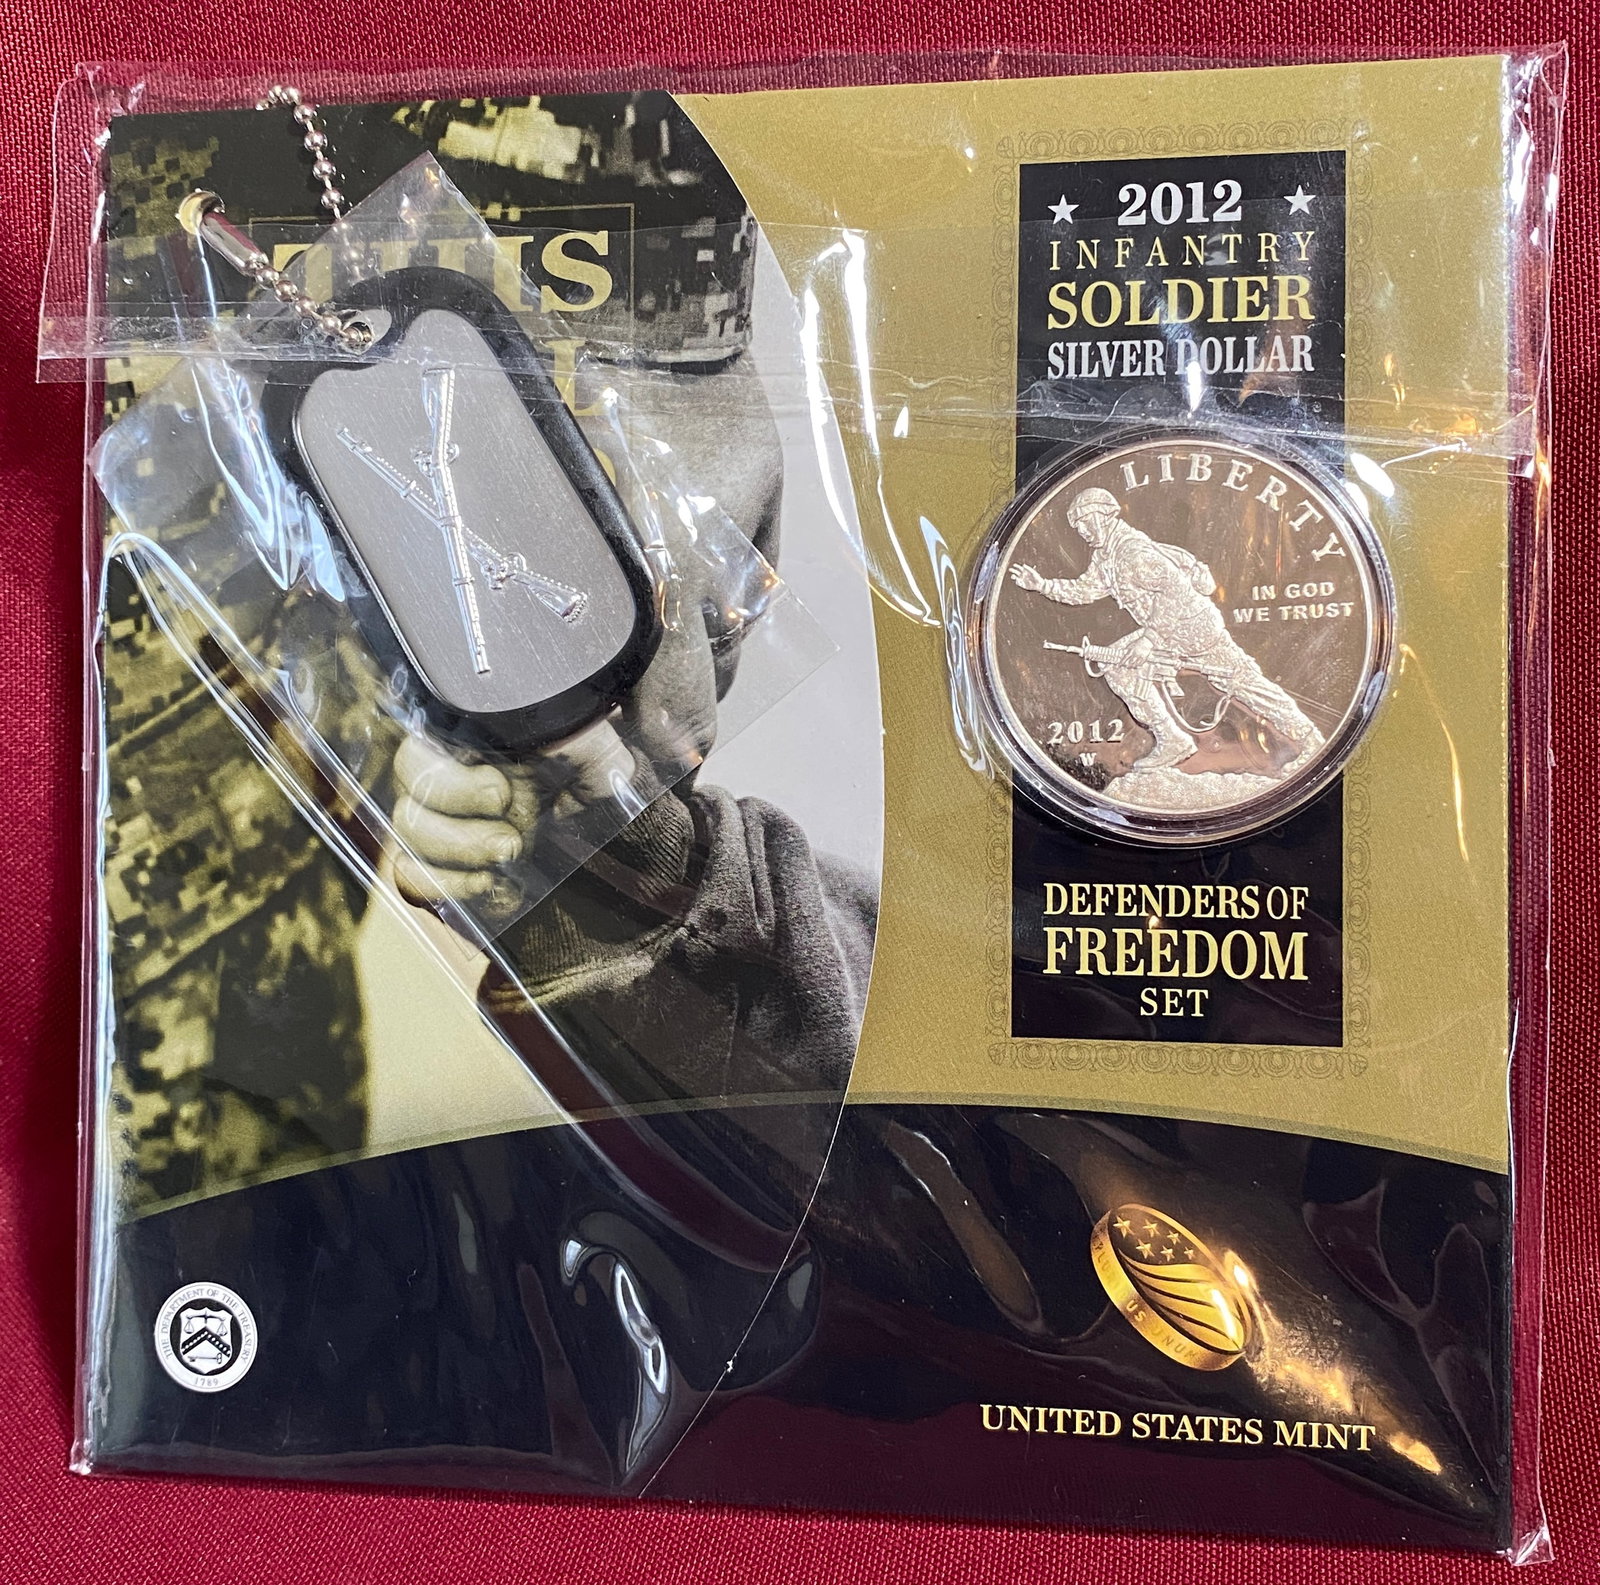 THIS
★ 2012 ★
INFANTRY
SOLDIER
SILVER DOLLAR
LIBERTY
IN GOD
WE TRUST
2012
W
DEFENDERS OF
FREEDOM
SET
THE DEPARTMENT OF THE TREASURY
1789
UNITED STATES MINT